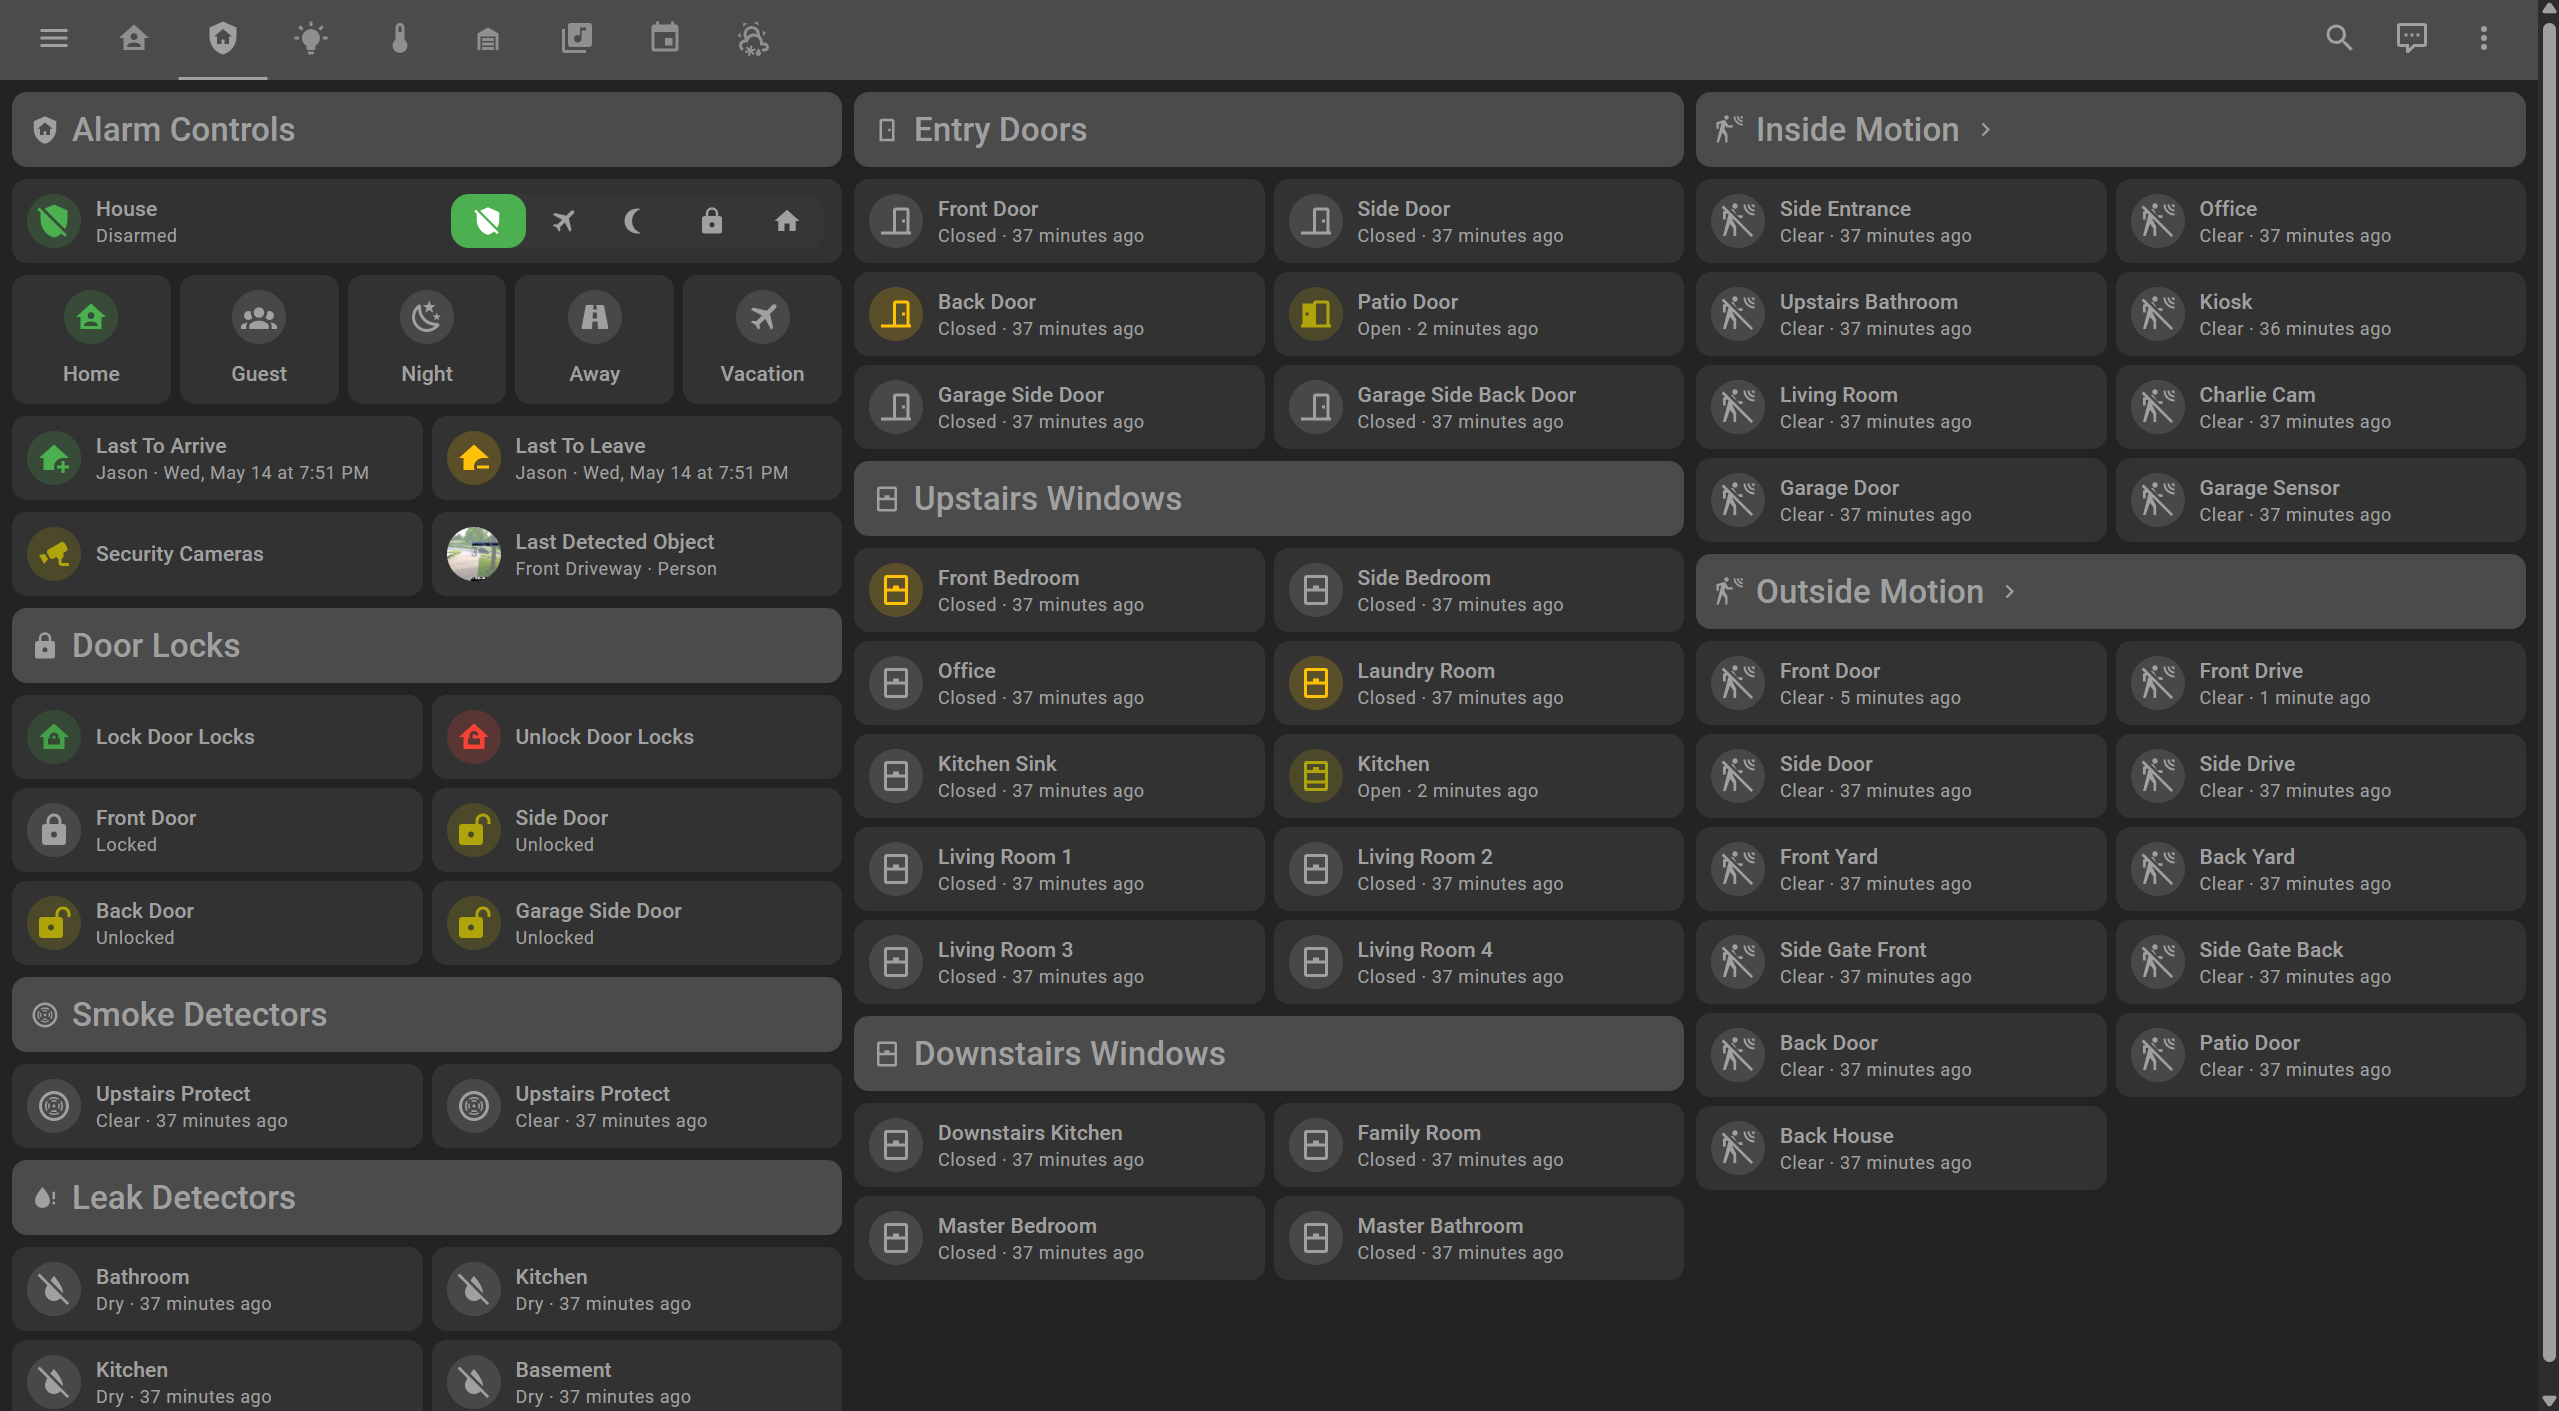 Alarm Controls
House
Disarmed
Home
Guest
Night
Away
Vacation
Last To Arrive
Jason · Wed, May 14 at 7:51 PM
Last To Leave
Jason · Wed, May 14 at 7:51 PM
Security Cameras
Last Detected Object
Front Driveway · Person
Door Locks
Lock Door Locks
Unlock Door Locks
Front Door
Locked
Side Door
Unlocked
Back Door
Unlocked
Garage Side Door
Unlocked
Smoke Detectors
Upstairs Protect
Clear · 37 minutes ago
Upstairs Protect
Clear · 37 minutes ago
Leak Detectors
Bathroom
Dry · 37 minutes ago
Kitchen
Dry · 37 minutes ago
Kitchen
Dry · 37 minutes ago
Basement
Dry · 37 minutes ago
Entry Doors
Front Door
Closed · 37 minutes ago
Side Door
Closed · 37 minutes ago
Back Door
Closed · 37 minutes ago
Patio Door
Open · 2 minutes ago
Garage Side Door
Closed · 37 minutes ago
Garage Side Back Door
Closed · 37 minutes ago
Upstairs Windows
Front Bedroom
Closed · 37 minutes ago
Side Bedroom
Closed · 37 minutes ago
Office
Closed · 37 minutes ago
Laundry Room
Closed · 37 minutes ago
Kitchen Sink
Closed · 37 minutes ago
Kitchen
Open · 2 minutes ago
Living Room 1
Closed · 37 minutes ago
Living Room 2
Closed · 37 minutes ago
Living Room 3
Closed · 37 minutes ago
Living Room 4
Closed · 37 minutes ago
Downstairs Windows
Downstairs Kitchen
Closed · 37 minutes ago
Family Room
Closed · 37 minutes ago
Master Bedroom
Closed · 37 minutes ago
Master Bathroom
Closed · 37 minutes ago
Inside Motion
Side Entrance
Clear · 37 minutes ago
Office
Clear · 37 minutes ago
Upstairs Bathroom
Clear · 37 minutes ago
Kiosk
Clear · 36 minutes ago
Living Room
Clear · 37 minutes ago
Charlie Cam
Clear · 37 minutes ago
Garage Door
Clear · 37 minutes ago
Garage Sensor
Clear · 37 minutes ago
Outside Motion
Front Door
Clear · 5 minutes ago
Front Drive
Clear · 1 minute ago
Side Door
Clear · 37 minutes ago
Side Drive
Clear · 37 minutes ago
Front Yard
Clear · 37 minutes ago
Back Yard
Clear · 37 minutes ago
Side Gate Front
Clear · 37 minutes ago
Side Gate Back
Clear · 37 minutes ago
Back Door
Clear · 37 minutes ago
Patio Door
Clear · 37 minutes ago
Back House
Clear · 37 minutes ago